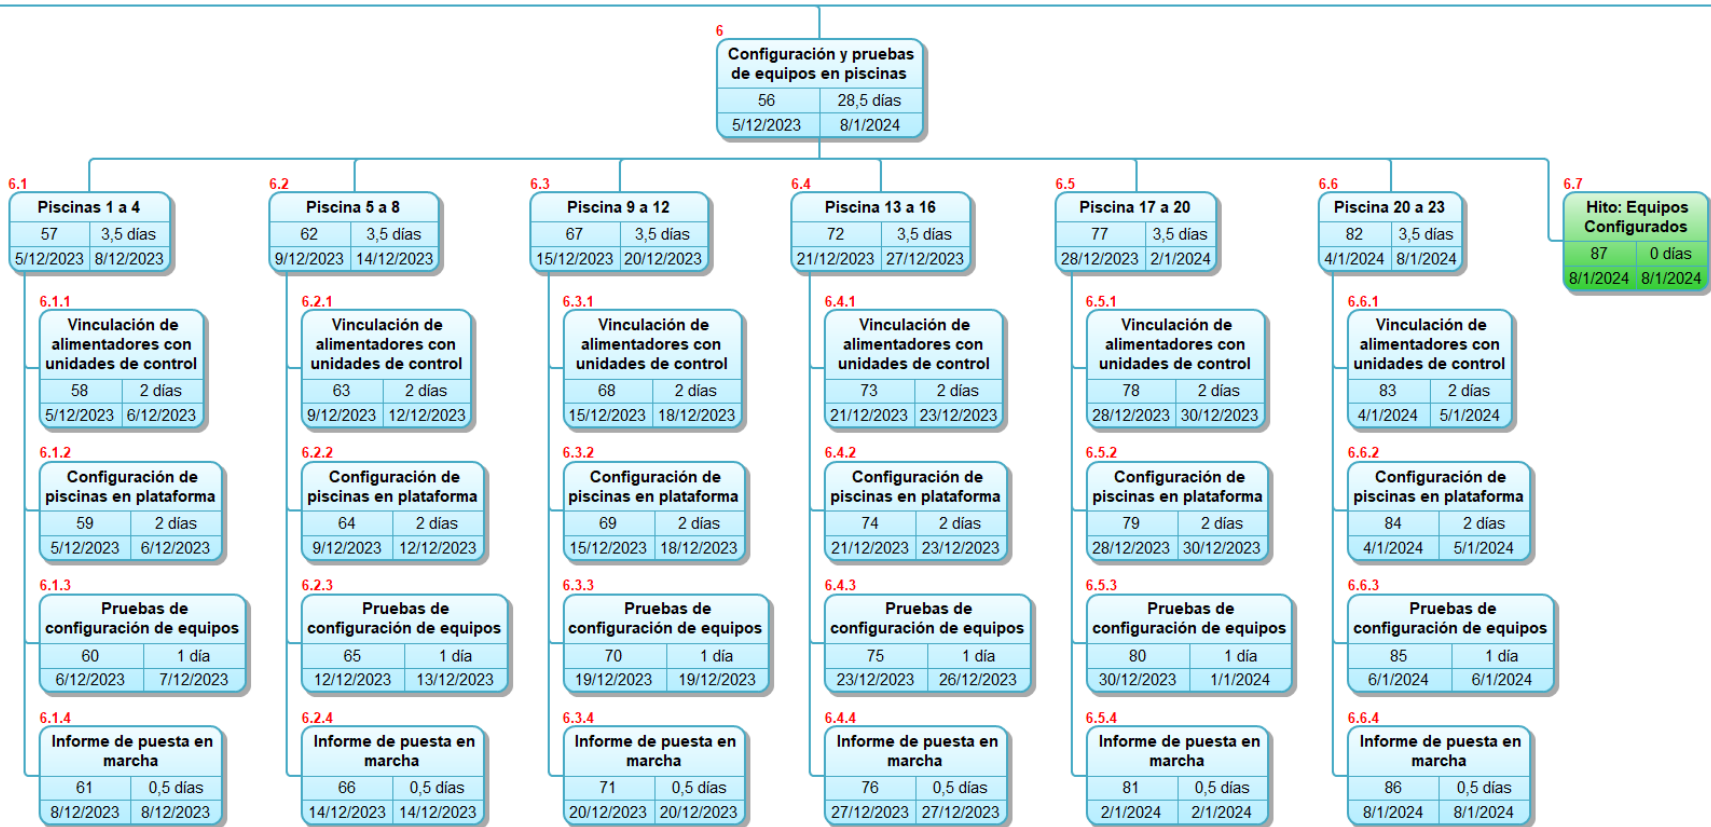 6
Configuración y pruebas
de equipos en piscinas
56 28,5 días
5/12/2023 8/1/2024
6.1
Piscinas 1 a 4
57 3,5 días
5/12/2023 8/12/2023
6.1.1
Vinculación de
alimentadores con
unidades de control
58 2 días
5/12/2023 6/12/2023
6.1.2
Configuración de
piscinas en plataforma
59 2 días
5/12/2023 6/12/2023
6.1.3
Pruebas de
configuración de equipos
60 1 día
6/12/2023 7/12/2023
6.1.4
Informe de puesta en
marcha
61 0,5 días
8/12/2023 8/12/2023
6.2
Piscina 5 a 8
62 3,5 días
9/12/2023 14/12/2023
6.2.1
Vinculación de
alimentadores con
unidades de control
63 2 días
9/12/2023 12/12/2023
6.2.2
Configuración de
piscinas en plataforma
64 2 días
9/12/2023 12/12/2023
6.2.3
Pruebas de
configuración de equipos
65 1 día
12/12/2023 13/12/2023
6.2.4
Informe de puesta en
marcha
66 0,5 días
14/12/2023 14/12/2023
6.3
Piscina 9 a 12
67 3,5 días
15/12/2023 20/12/2023
6.3.1
Vinculación de
alimentadores con
unidades de control
68 2 días
15/12/2023 18/12/2023
6.3.2
Configuración de
piscinas en plataforma
69 2 días
15/12/2023 18/12/2023
6.3.3
Pruebas de
configuración de equipos
70 1 día
19/12/2023 19/12/2023
6.3.4
Informe de puesta en
marcha
71 0,5 días
20/12/2023 20/12/2023
6.4
Piscina 13 a 16
72 3,5 días
21/12/2023 27/12/2023
6.4.1
Vinculación de
alimentadores con
unidades de control
73 2 días
21/12/2023 23/12/2023
6.4.2
Configuración de
piscinas en plataforma
74 2 días
21/12/2023 23/12/2023
6.4.3
Pruebas de
configuración de equipos
75 1 día
23/12/2023 26/12/2023
6.4.4
Informe de puesta en
marcha
76 0,5 días
27/12/2023 27/12/2023
6.5
Piscina 17 a 20
77 3,5 días
28/12/2023 2/1/2024
6.5.1
Vinculación de
alimentadores con
unidades de control
78 2 días
28/12/2023 30/12/2023
6.5.2
Configuración de
piscinas en plataforma
79 2 días
28/12/2023 30/12/2023
6.5.3
Pruebas de
configuración de equipos
80 1 día
30/12/2023 1/1/2024
6.5.4
Informe de puesta en
marcha
81 0,5 días
2/1/2024 2/1/2024
6.6
Piscina 20 a 23
82 3,5 días
4/1/2024 8/1/2024
6.6.1
Vinculación de
alimentadores con
unidades de control
83 2 días
4/1/2024 5/1/2024
6.6.2
Configuración de
piscinas en plataforma
84 2 días
4/1/2024 5/1/2024
6.6.3
Pruebas de
configuración de equipos
85 1 día
6/1/2024 6/1/2024
6.6.4
Informe de puesta en
marcha
86 0,5 días
8/1/2024 8/1/2024
6.7
Hito: Equipos
Configurados
87 0 días
8/1/2024 8/1/2024